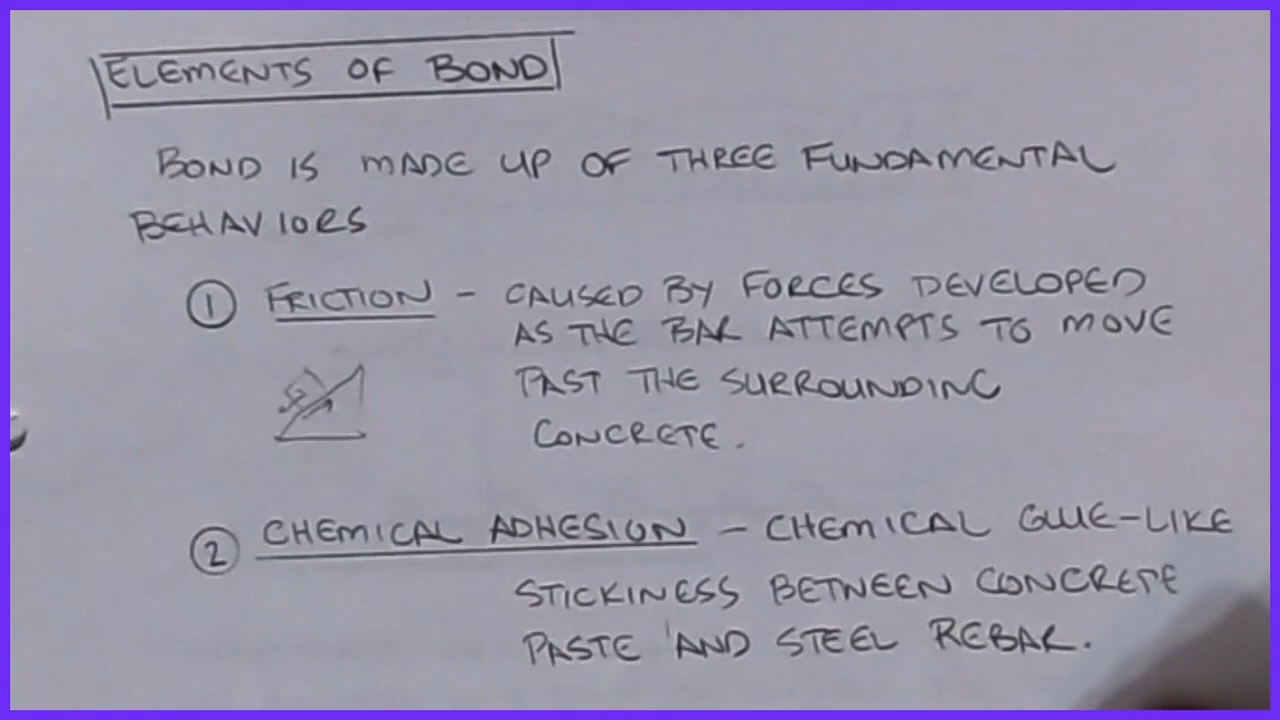 ELEMENTS OF BOND
BOND IS MADE UP OF THREE FUNDAMENTAL
BEHAVIORS
① FRICTION - CAUSED BY FORCES DEVELOPED
AS THE BAR ATTEMPTS TO MOVE
PAST THE SURROUNDING
CONCRETE.
② CHEMICAL ADHESION - CHEMICAL GLUE-LIKE
STICKINESS BETWEEN CONCRETE
PASTE AND STEEL REBAR.